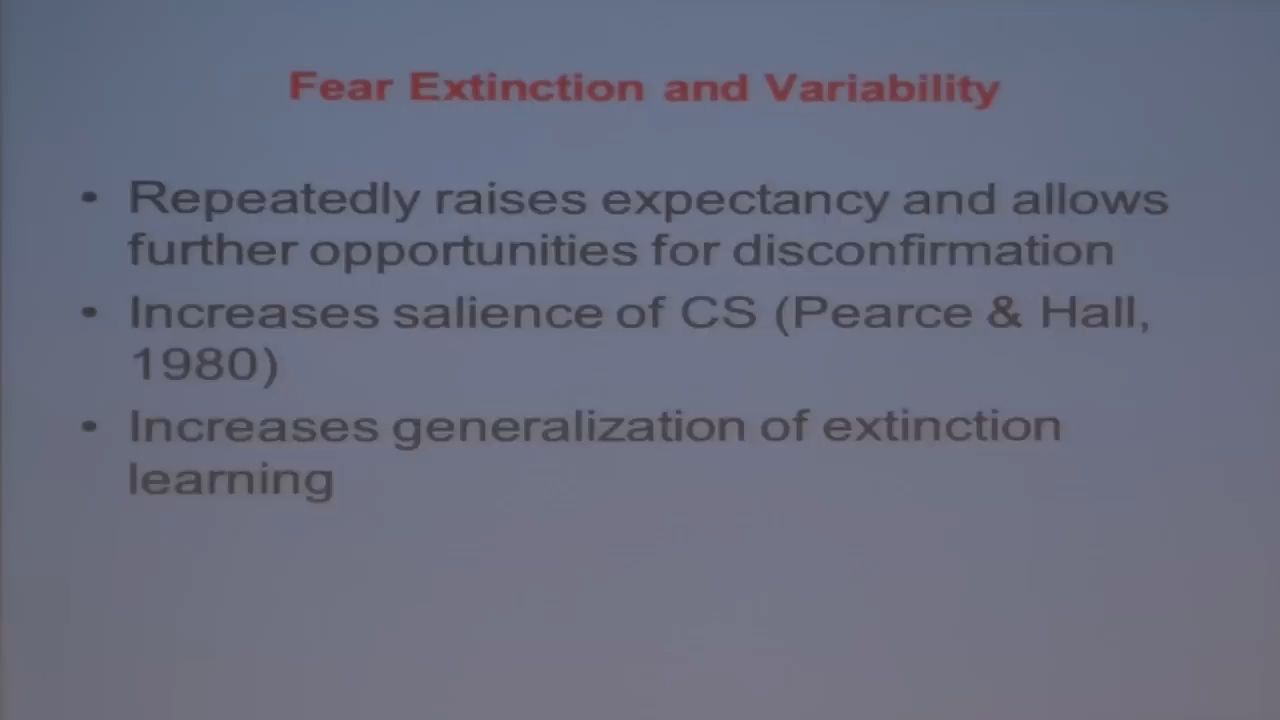 Fear Extinction and Variability
• Repeatedly raises expectancy and allows
further opportunities for disconfirmation
• Increases salience of CS (Pearce & Hall,
1980)
• Increases generalization of extinction
learning